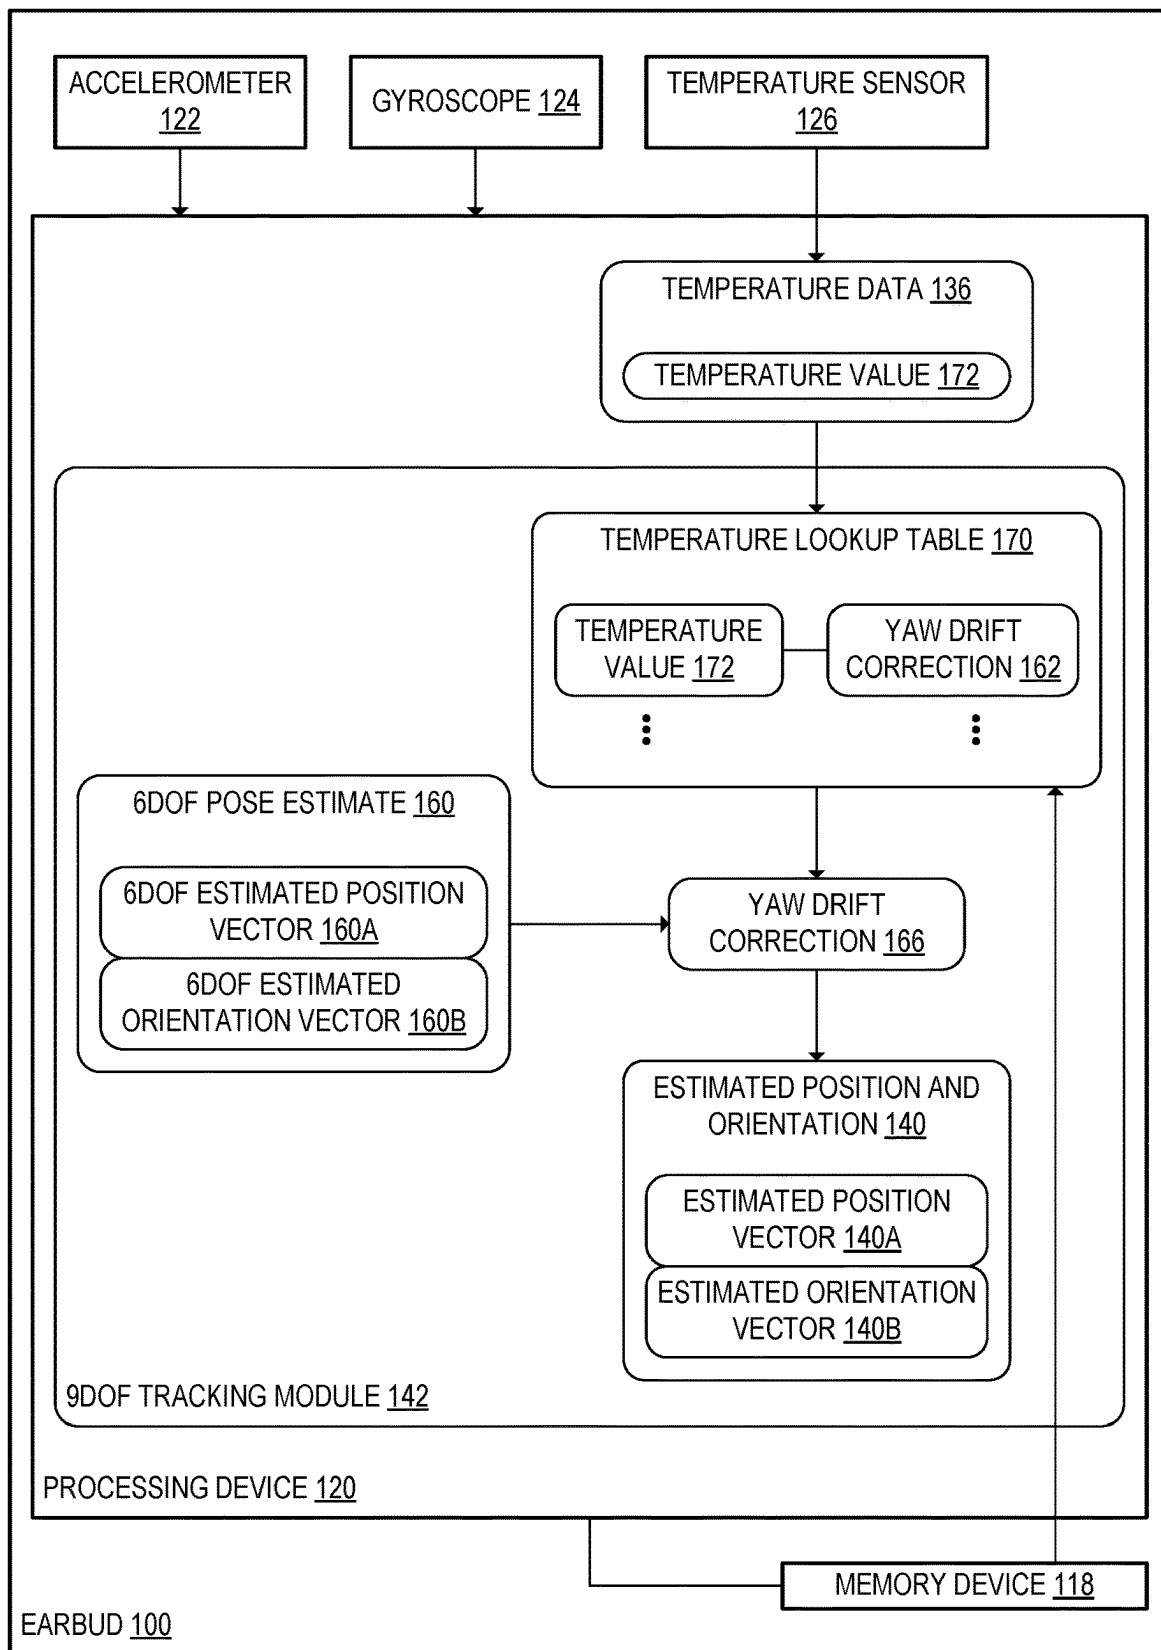 ACCELEROMETER
122
GYROSCOPE 124
TEMPERATURE SENSOR
126
TEMPERATURE DATA 136
TEMPERATURE VALUE 172
TEMPERATURE LOOKUP TABLE 170
TEMPERATURE
VALUE 172
YAW DRIFT
CORRECTION 162
6DOF POSE ESTIMATE 160
6DOF ESTIMATED POSITION
VECTOR 160A
6DOF ESTIMATED
ORIENTATION VECTOR 160B
YAW DRIFT
CORRECTION 166
ESTIMATED POSITION AND
ORIENTATION 140
ESTIMATED POSITION
VECTOR 140A
ESTIMATED ORIENTATION
VECTOR 140B
9DOF TRACKING MODULE 142
PROCESSING DEVICE 120
MEMORY DEVICE 118
EARBUD 100